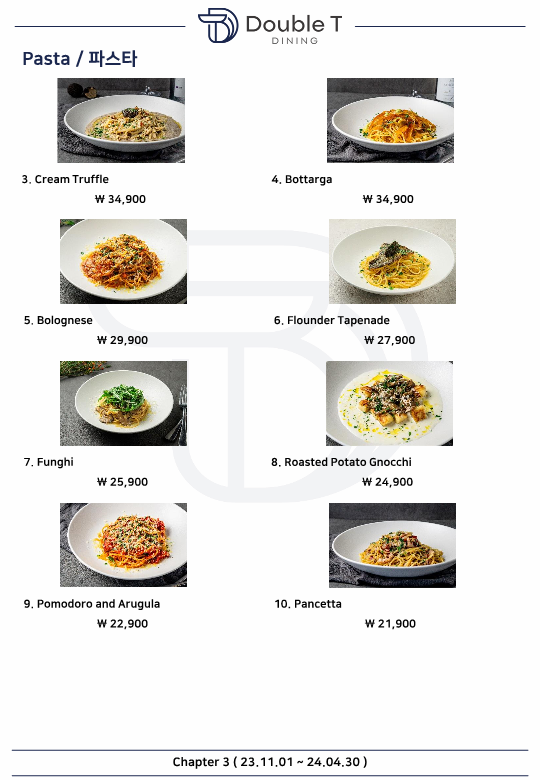 Double T
DINING
Pasta / 파스타
3. Cream Truffle
₩ 34,900
4. Bottarga
₩ 34,900
5. Bolognese
₩ 29,900
6. Flounder Tapenade
₩ 27,900
7. Funghi
₩ 25,900
8. Roasted Potato Gnocchi
₩ 24,900
9. Pomodoro and Arugula
₩ 22,900
10. Pancetta
₩ 21,900
Chapter 3 ( 23.11.01 ~ 24.04.30 )